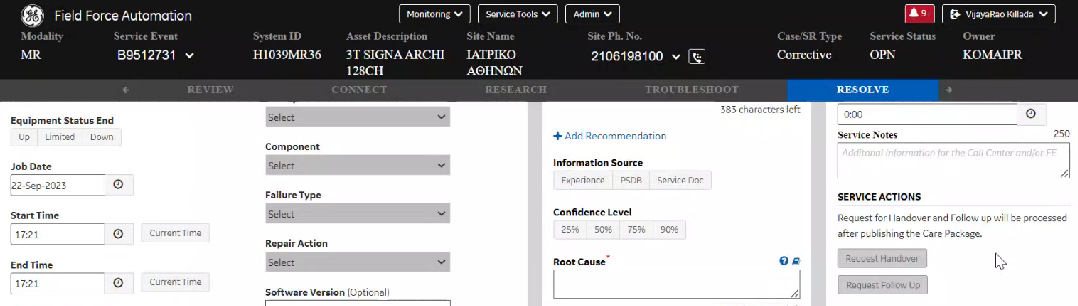 Field Force Automation
Monitoring
Service Tools
Admin
9
VijayaRao Killada
Modality
Service Event
System ID
Asset Description
Site Name
Site Ph. No.
Case/SR Type
Service Status
Owner
MR
B9512731
H1039MR36
3T SIGNA ARCHI
128CH
ΙΑΤΡΙΚΟ
ΑΘΗΝΩΝ
2106198100
Corrective
OPN
KOMAIPR
REVIEW
CONNECT
RESEARCH
TROUBLESHOOT
RESOLVE
Equipment Status End
Up
Limited
Down
Job Date
22-Sep-2023
Start Time
17:21
Current Time
End Time
17:21
Current Time
Select
Component
Select
Failure Type
Select
Repair Action
Select
Software Version (Optional)
383 characters left
+ Add Recommendation
Information Source
Experience
PSDB
Service Doc
Confidence Level
25%
50%
75%
90%
Root Cause*
0:00
Service Notes
250
Additonal information for the Call Center and/or FE
SERVICE ACTIONS
Request for Handover and Follow up will be processed
after publishing the Care Package.
Request Handover
Request Follow Up